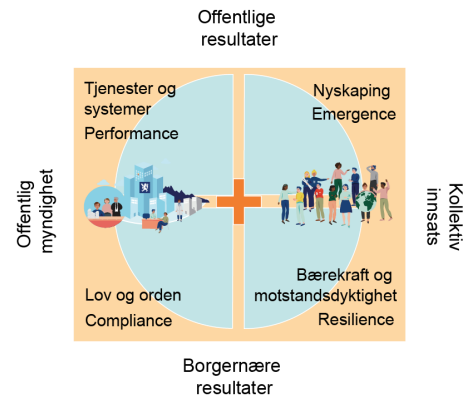 Offentlige
resultater
Tjenester og
systemer
Performance
Nyskaping
Emergence
Offentlig
myndighet
Kollektiv
innsats
Lov og orden
Compliance
Bærekraft og
motstandsdyktighet
Resilience
Borgernære
resultater